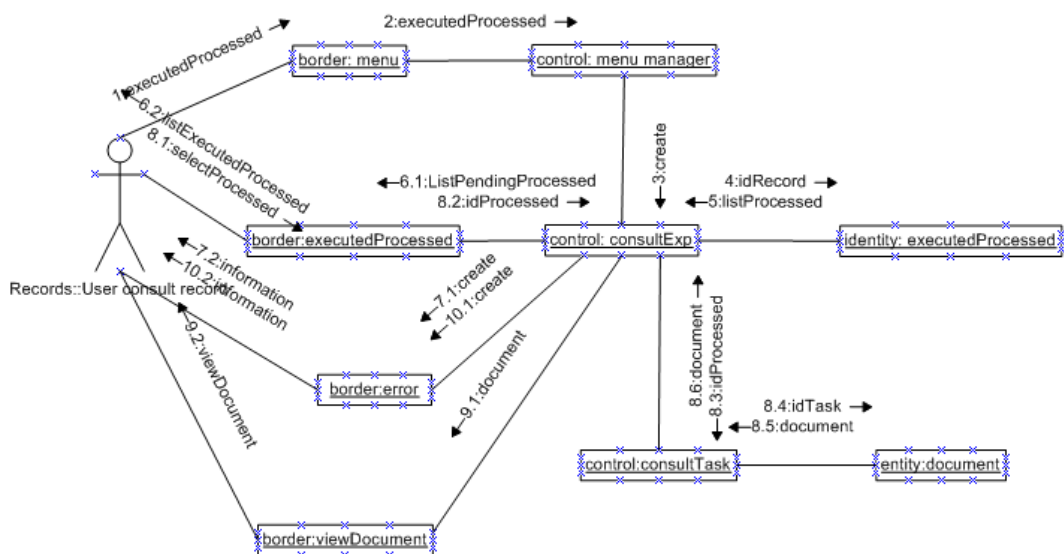 2:executedProcessed
1:executedProcessed
border: menu
control: menu manager
6.2:listExecutedProcessed
8.1:selectProcessed
3:create
6.1:ListPendingProcessed
8.2:idProcessed
4:idRecord
5:listProcessed
border:executedProcessed
control: consultExp
identity: executedProcessed
Records::User consult record
7.2:information
10.2:information
7.1:create
10.1:create
9.2:viewDocument
9.1:document
8.6:document
8.3:idProcessed
border:error
8.4:idTask
8.5:document
control:consultTask
entity:document
border:viewDocument